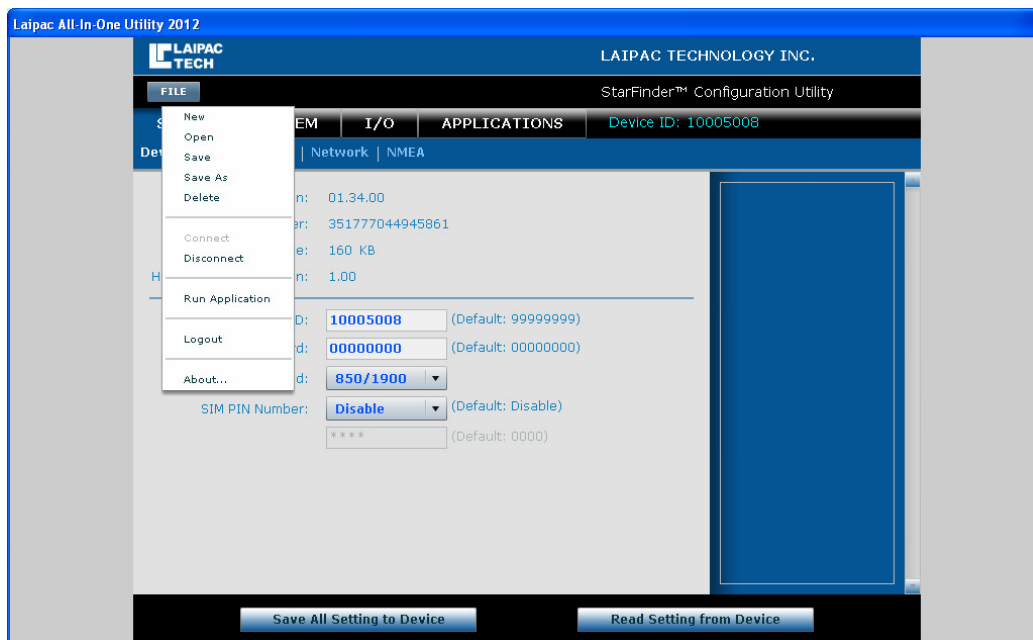 Laipac All-In-One Utility 2012
LAIPAC
TECH
LAIPAC TECHNOLOGY INC.
FILE
StarFinder™ Configuration Utility
I/O
APPLICATIONS
Device ID: 10005008
| Network | NMEA
New
Open
Save
Save As
Delete
Connect
Disconnect
Run Application
Logout
About...
01.34.00
351777044945861
160 KB
1.00
10005008
(Default: 99999999)
00000000
(Default: 00000000)
850/1900
SIM PIN Number:
Disable
(Default: Disable)
****
(Default: 0000)
Save All Setting to Device
Read Setting from Device